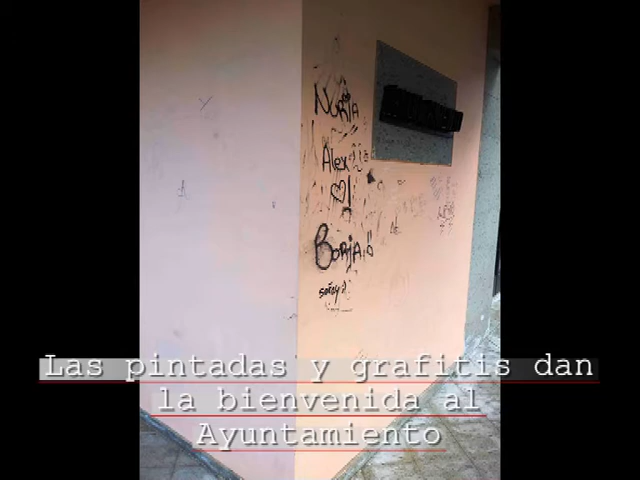 Nuria
Alex
Borja
Las pintadas y grafitis dan
la bienvenida al
Ayuntamiento